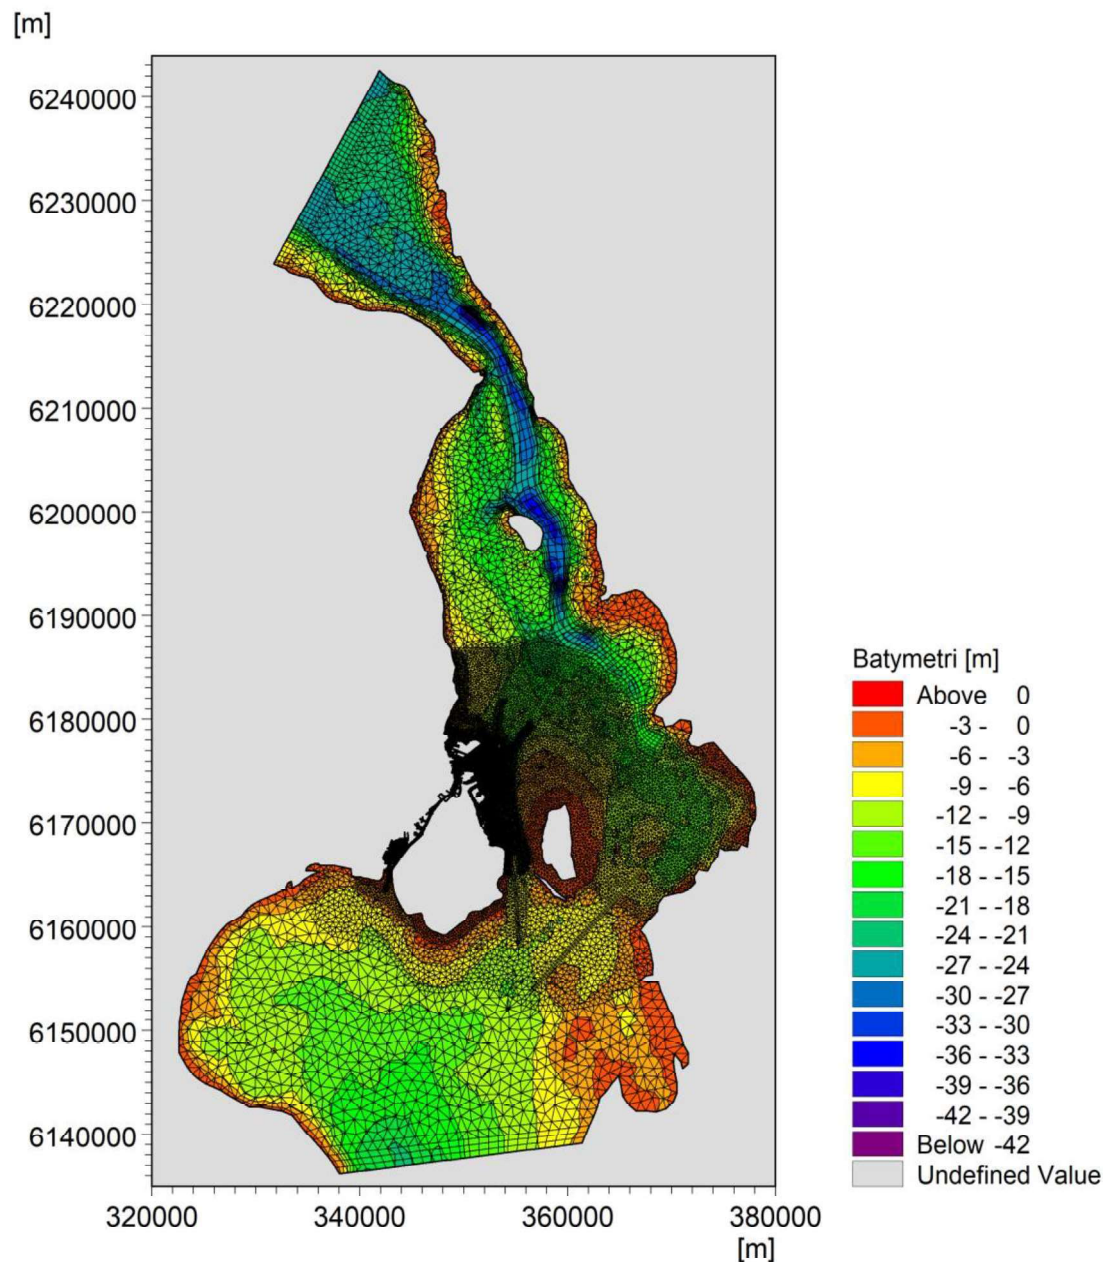 [m]
6240000
6230000
6220000
6210000
6200000
6190000
6180000
6170000
6160000
6150000
6140000
320000 340000 360000 380000
[m]
Batymetri [m]
Above 0
-3 - 0
-6 - -3
-9 - -6
-12 - -9
-15 - -12
-18 - -15
-21 - -18
-24 - -21
-27 - -24
-30 - -27
-33 - -30
-36 - -33
-39 - -36
-42 - -39
Below -42
Undefined Value